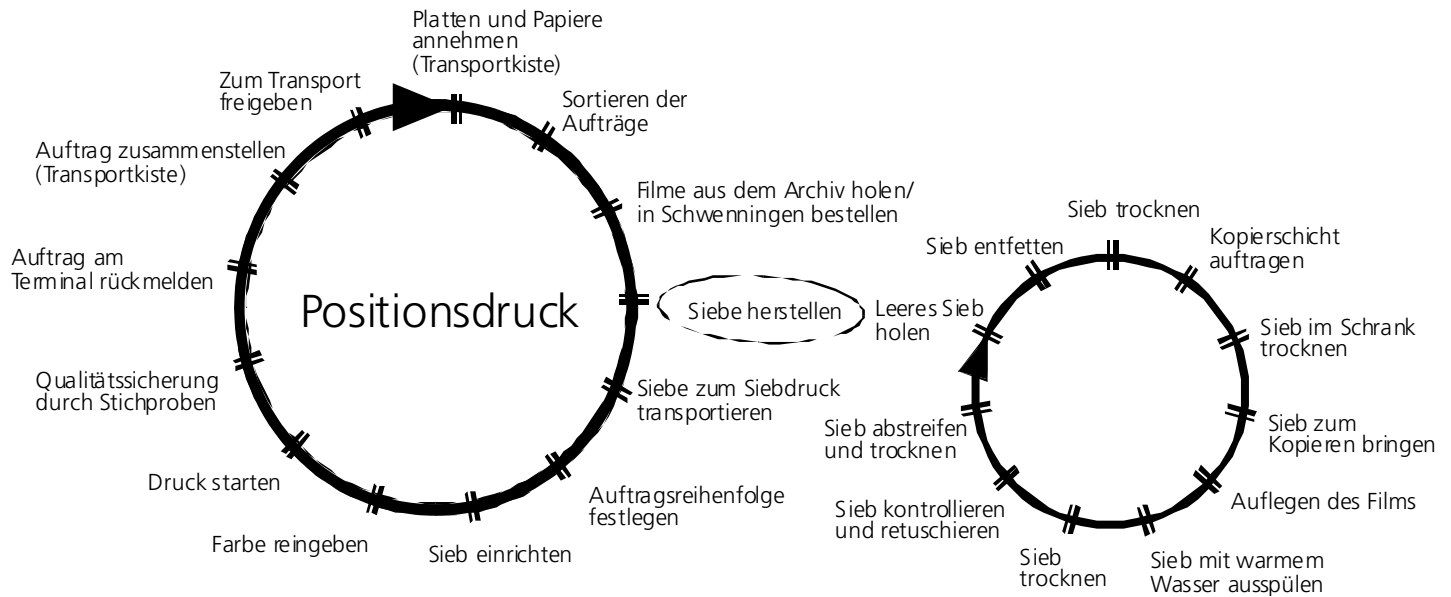 Platten und Papiere
annehmen
(Transportkiste)
Sortieren der
Aufträge
Filme aus dem Archiv holen/
in Schwenningen bestellen
Siebe herstellen
Siebe zum Siebdruck
transportieren
Auftragsreihenfolge
festlegen
Sieb einrichten
Farbe reingeben
Druck starten
Qualitätssicherung
durch Stichproben
Auftrag am
Terminal rückmelden
Auftrag zusammenstellen
(Transportkiste)
Zum Transport
freigeben
Positionsdruck
Leeres Sieb
holen
Sieb entfetten
Sieb trocknen
Kopierschicht
auftragen
Sieb im Schrank
trocknen
Sieb zum
Kopieren bringen
Auflegen des Films
Sieb mit warmem
Wasser ausspülen
Sieb
trocknen
Sieb kontrollieren
und retuschieren
Sieb abstreifen
und trocknen